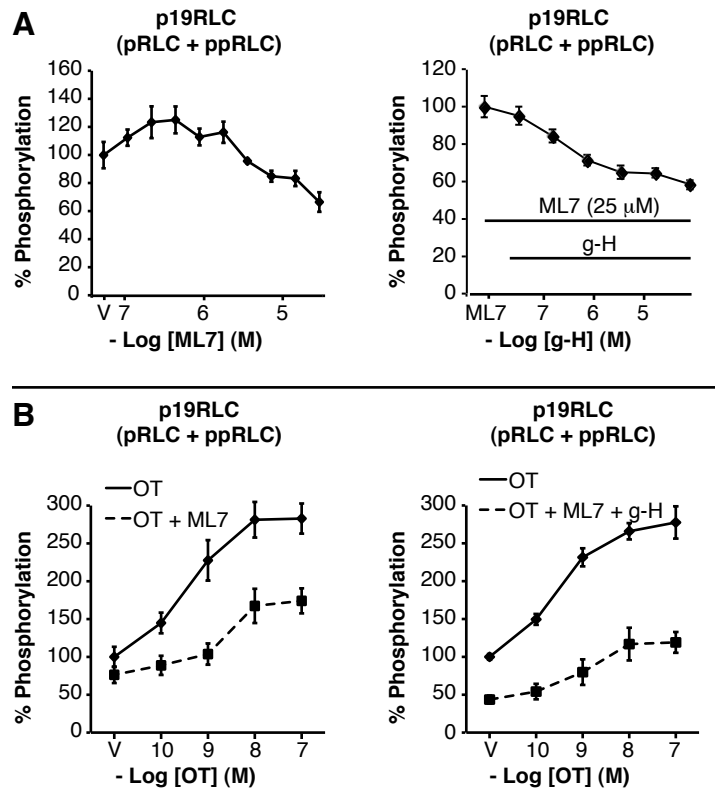 A
p19RLC
(pRLC + ppRLC)
% Phosphorylation
160
140
120
100
80
60
40
20
0
V 7 6 5
- Log [ML7] (M)
p19RLC
(pRLC + ppRLC)
% Phosphorylation
120
100
80
60
40
20
0
ML7 (25 μM)
g-H
ML7 7 6 5
- Log [g-H] (M)
B
p19RLC
(pRLC + ppRLC)
% Phosphorylation
300
250
200
150
100
50
0
OT
OT + ML7
V 10 9 8 7
- Log [OT] (M)
p19RLC
(pRLC + ppRLC)
% Phosphorylation
300
250
200
150
100
50
0
OT
OT + ML7 + g-H
V 10 9 8 7
- Log [OT] (M)